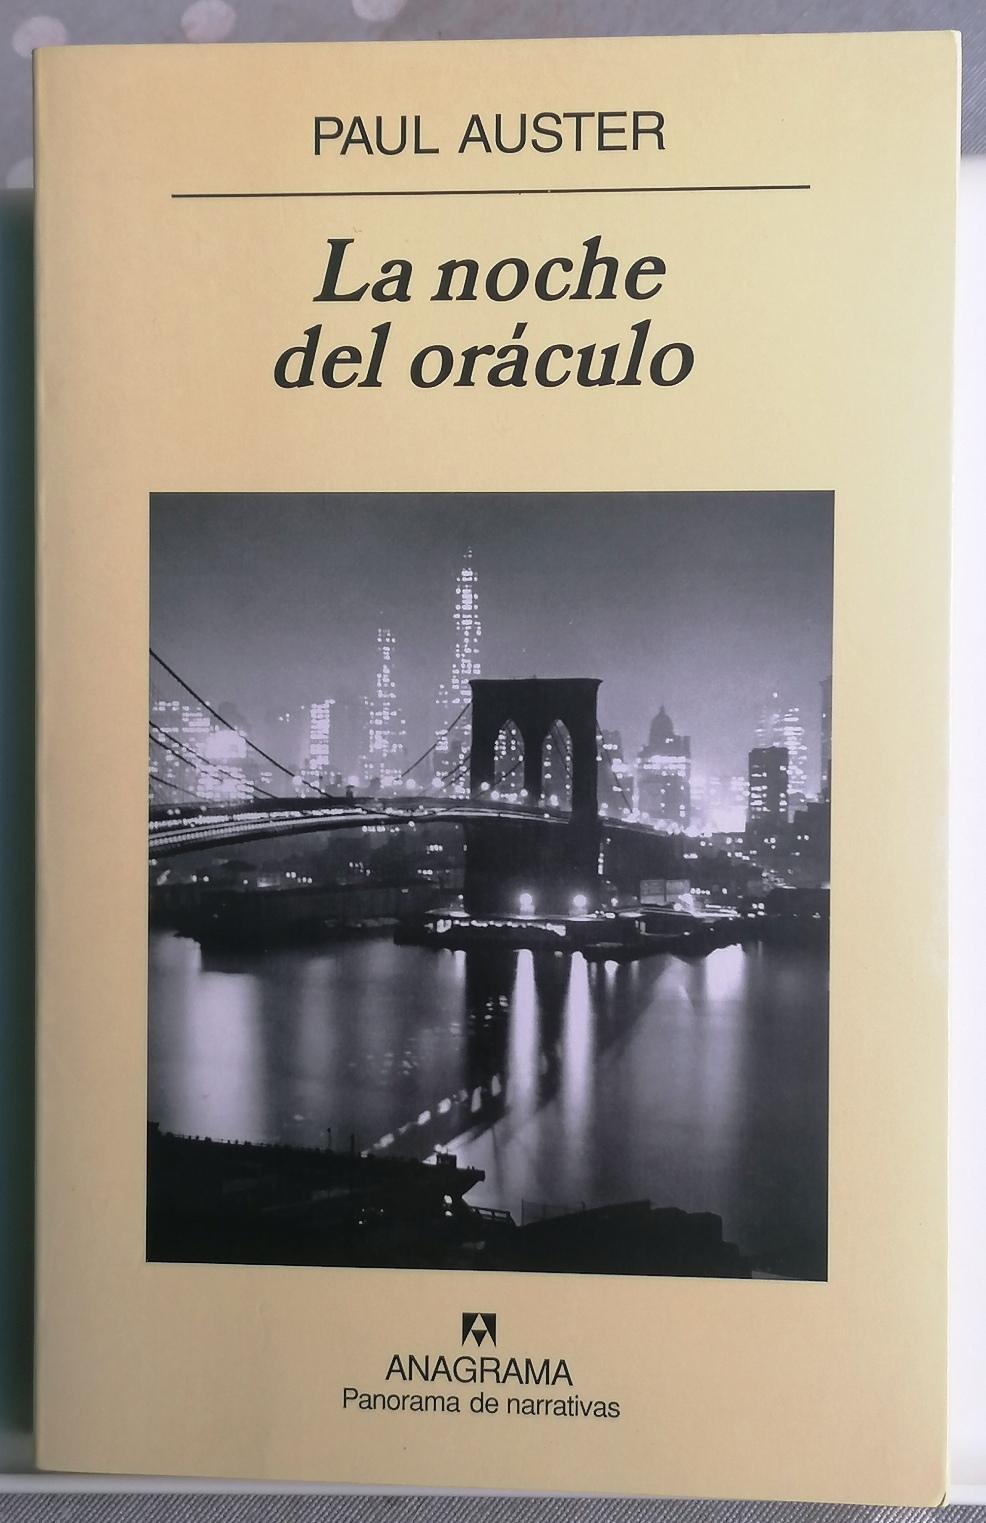 PAUL AUSTER
La noche
del oráculo
ANAGRAMA
Panorama de narrativas